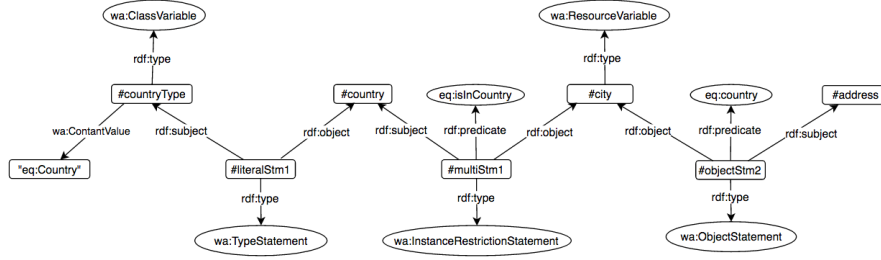 wa:ClassVariable
wa:ResourceVariable
rdf:type
rdf:type
#countryType
#country
eq:isInCountry
#city
eq:country
#address
wa:ContantValue
rdf:subject
rdf:object
rdf:subject
rdf:predicate
rdf:object
rdf:object
rdf:predicate
rdf:subject
"eq:Country"
#literalStm1
#multiStm1
#objectStm2
rdf:type
rdf:type
rdf:type
wa:TypeStatement
wa:InstanceRestrictionStatement
wa:ObjectStatement